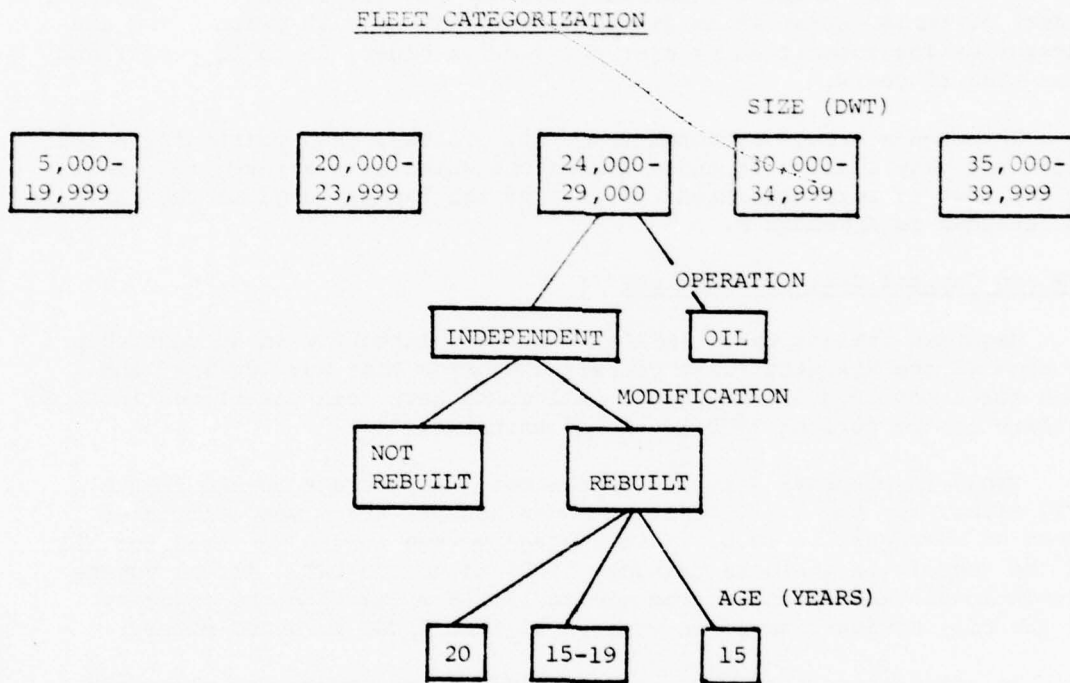 FLEET CATEGORIZATION
SIZE (DWT)
5,000-
19,999
20,000-
23,999
24,000-
29,000
30,000-
34,999
35,000-
39,999
OPERATION
INDEPENDENT
OIL
MODIFICATION
NOT
REBUILT
REBUILT
AGE (YEARS)
20
15-19
15